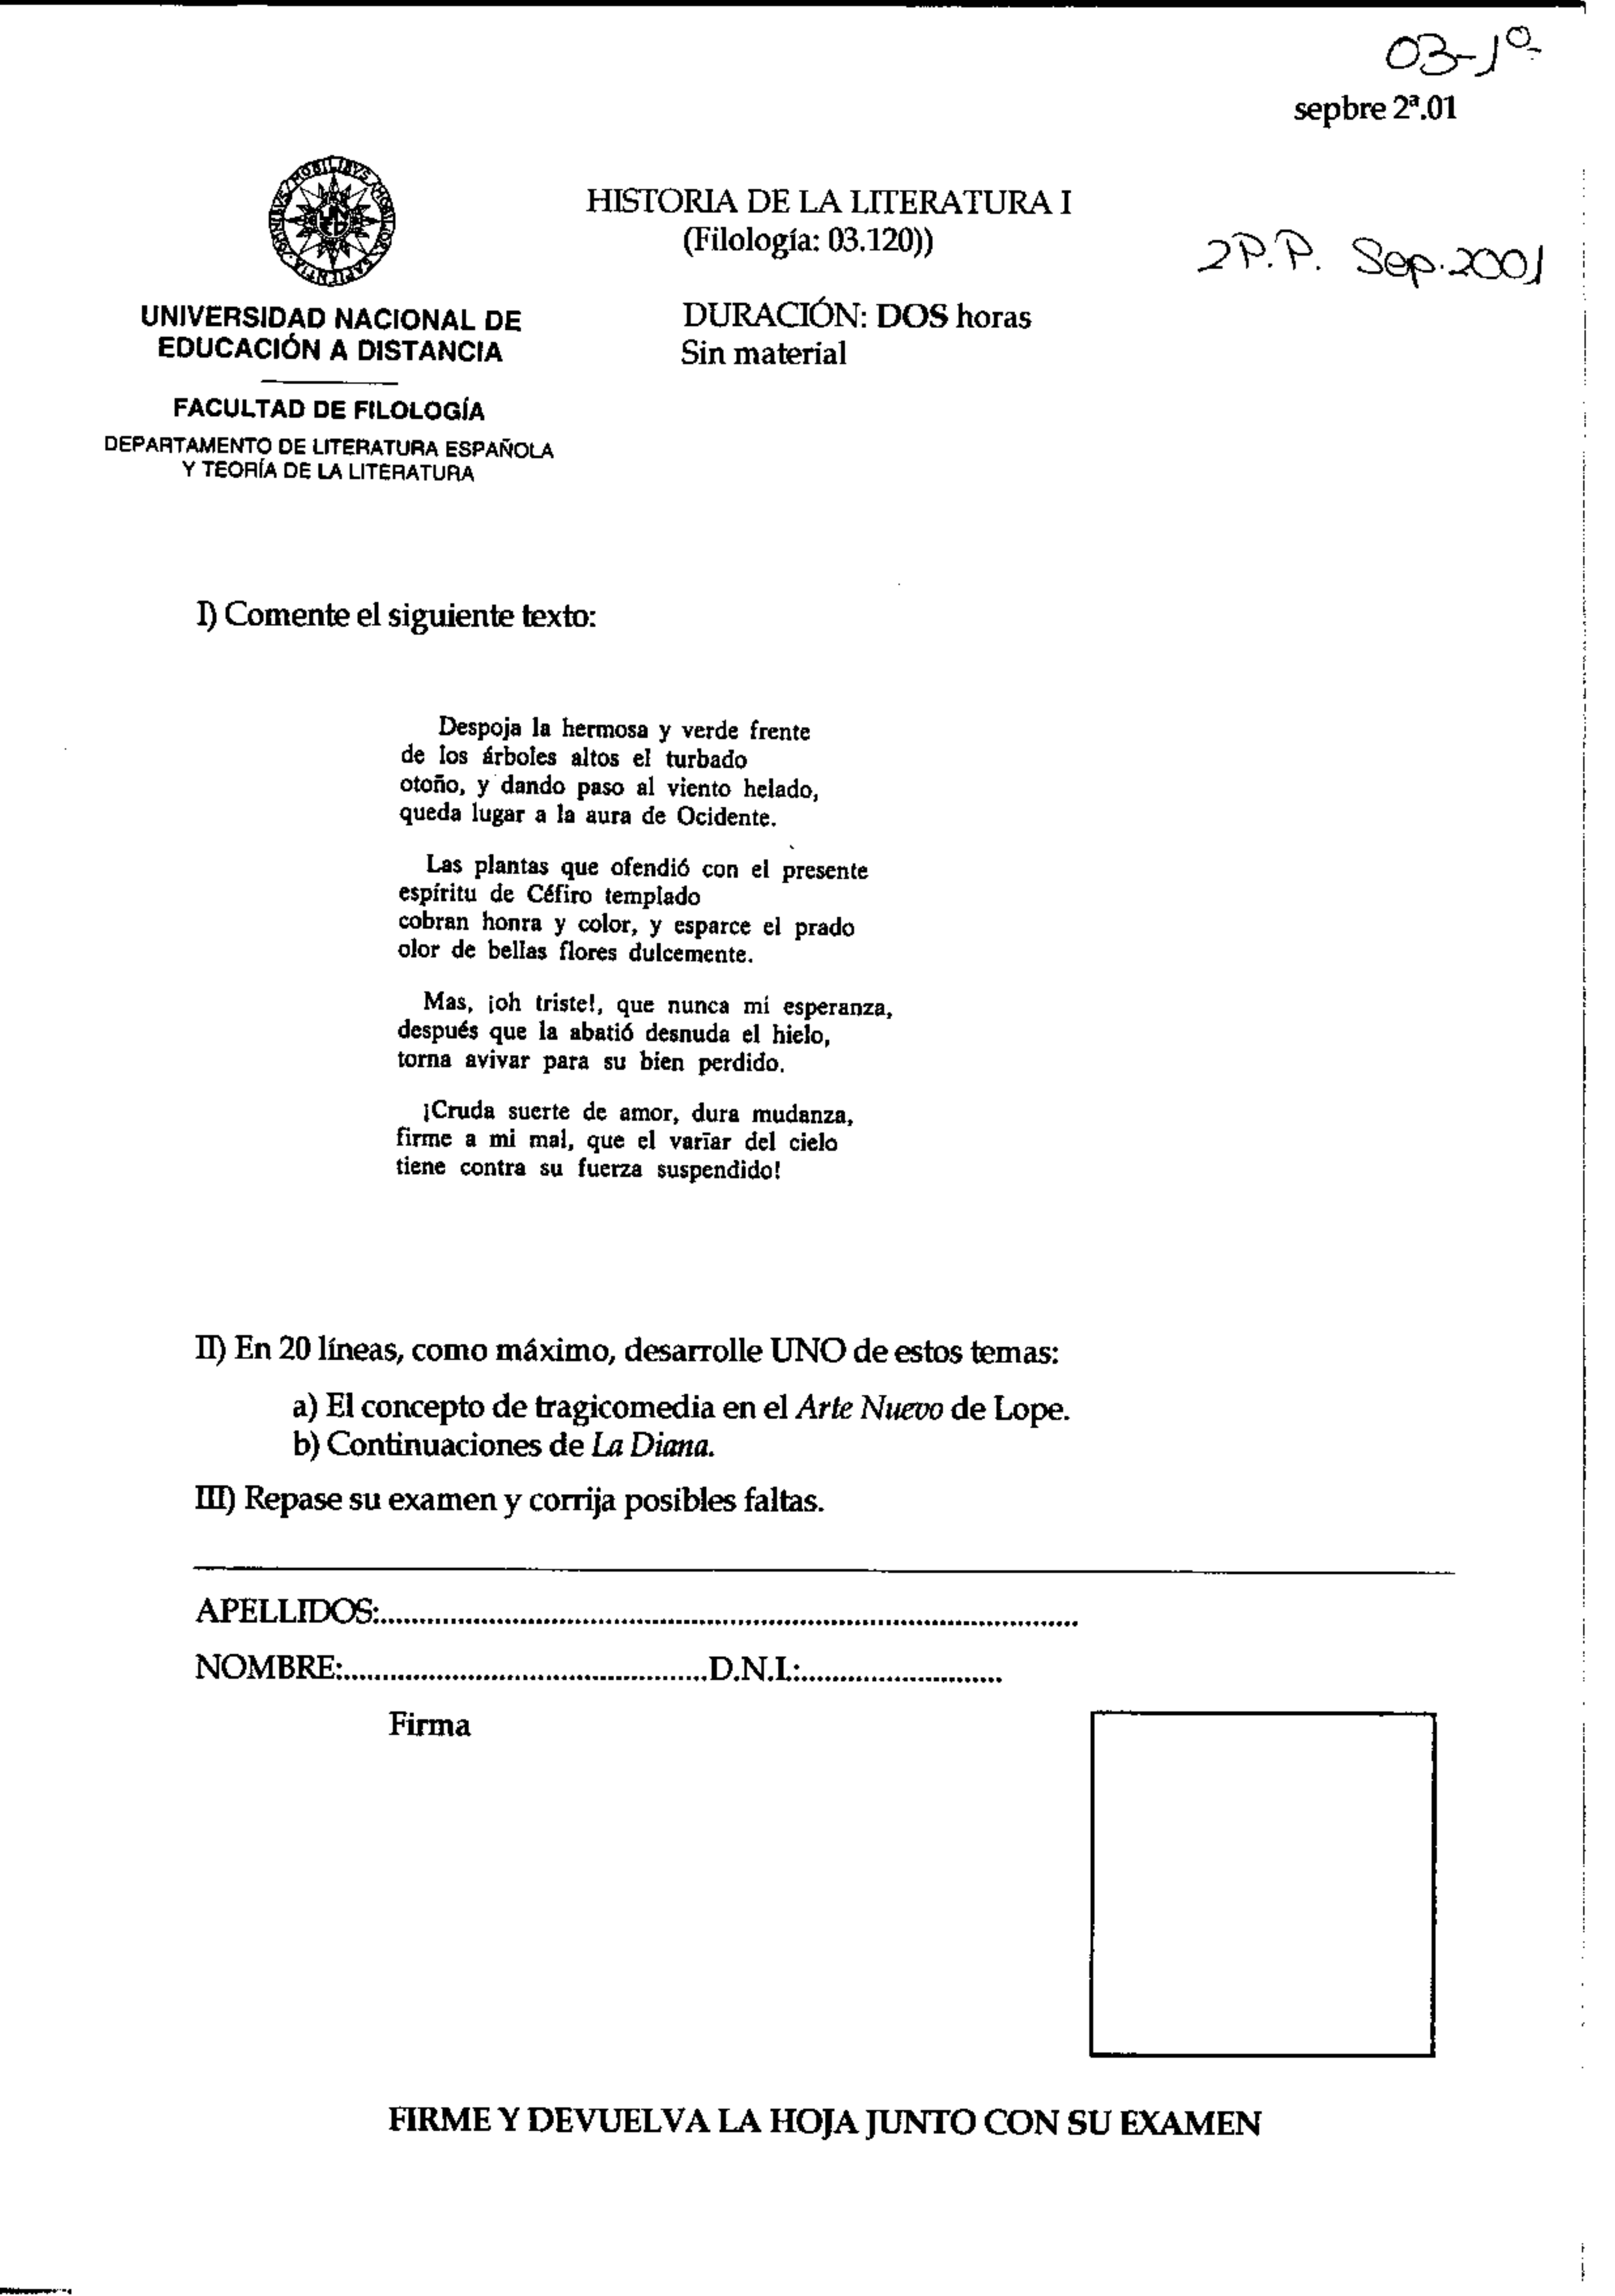 03-1º
sepbre 2ª.01
HISTORIA DE LA LITERATURA I
(Filología: 03.120))
2P.P. Sep.2001
UNIVERSIDAD NACIONAL DE
EDUCACIÓN A DISTANCIA
DURACIÓN: DOS horas
Sin material
FACULTAD DE FILOLOGÍA
DEPARTAMENTO DE LITERATURA ESPAÑOLA
Y TEORÍA DE LA LITERATURA
I) Comente el siguiente texto:
Despoja la hermosa y verde frente
de los árboles altos el turbado
otoño, y dando paso al viento helado,
queda lugar a la aura de Ocidente.
Las plantas que ofendió con el presente
espíritu de Céfiro templado
cobran honra y color, y esparce el prado
olor de bellas flores dulcemente.
Mas, ¡oh triste!, que nunca mi esperanza,
después que la abatió desnuda el hielo,
torna avivar para su bien perdido.
¡Cruda suerte de amor, dura mudanza,
firme a mi mal, que el varïar del cielo
tiene contra su fuerza suspendido!
II) En 20 líneas, como máximo, desarrolle UNO de estos temas:
a) El concepto de tragicomedia en el Arte Nuevo de Lope.
b) Continuaciones de La Diana.
III) Repase su examen y corrija posibles faltas.
APELLIDOS:..........................................................................................
NOMBRE:...............................................D.N.I.:..........................
Firma
FIRME Y DEVUELVA LA HOJA JUNTO CON SU EXAMEN